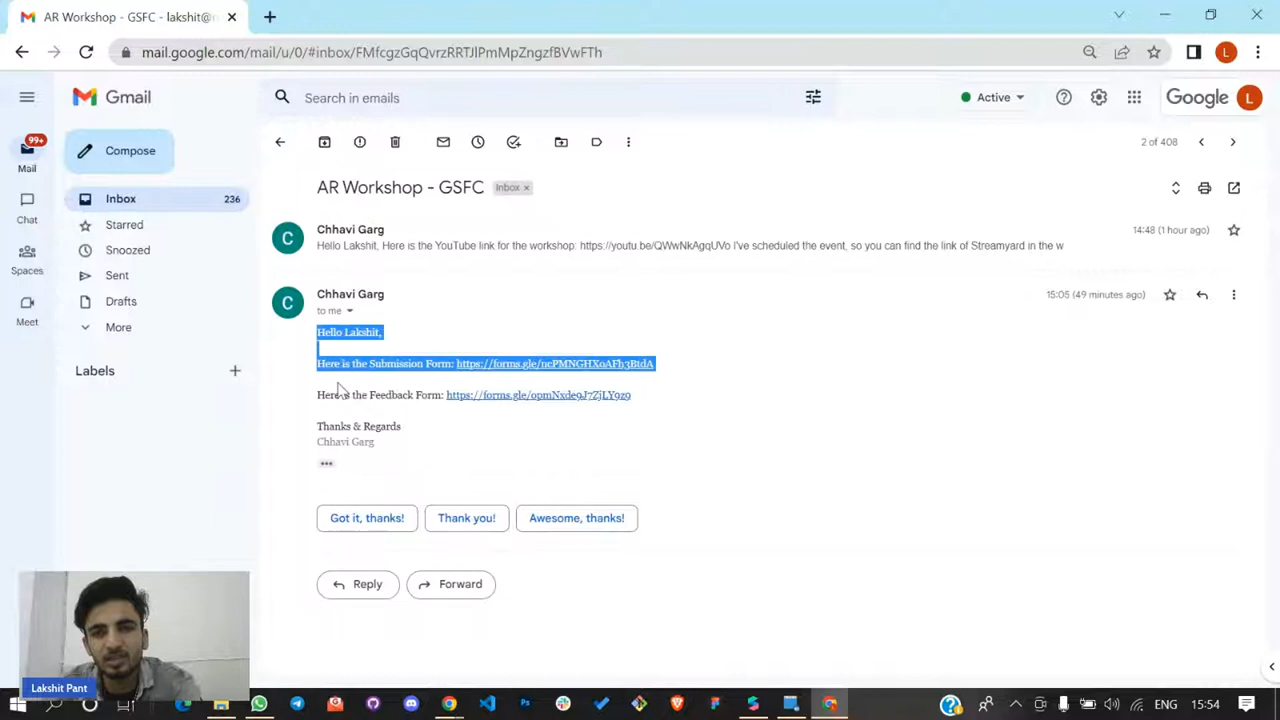 AR Workshop - GSFC - lakshit@
mail.google.com/mail/u/0/#inbox/FMfcgzGqQvrzRRTJlPmMpZngzfBVwFTh
L
Gmail
Search in emails
Active
Google
L
99+
Mail
Compose
2 of 408
Chat
Inbox 236
AR Workshop - GSFC
Inbox ×
Starred
Spaces
Snoozed
C
Chhavi Garg
14:48 (1 hour ago)
Hello Lakshit, Here is the YouTube link for the workshop: https://youtu.be/QWwNkAgqUVo I've scheduled the event, so you can find the link of Streamyard in the w
Sent
Meet
Drafts
C
Chhavi Garg
15:05 (49 minutes ago)
to me
More
Hello Lakshit,
Here is the Submission Form: https://forms.gle/ncPMNGHXoAFh3BtdA
Labels
Here is the Feedback Form: https://forms.gle/opmNxde9J7ZjLY9z9
Thanks & Regards
Chhavi Garg
Got it, thanks!
Thank you!
Awesome, thanks!
Reply
Forward
Lakshit Pant
ENG
15:54